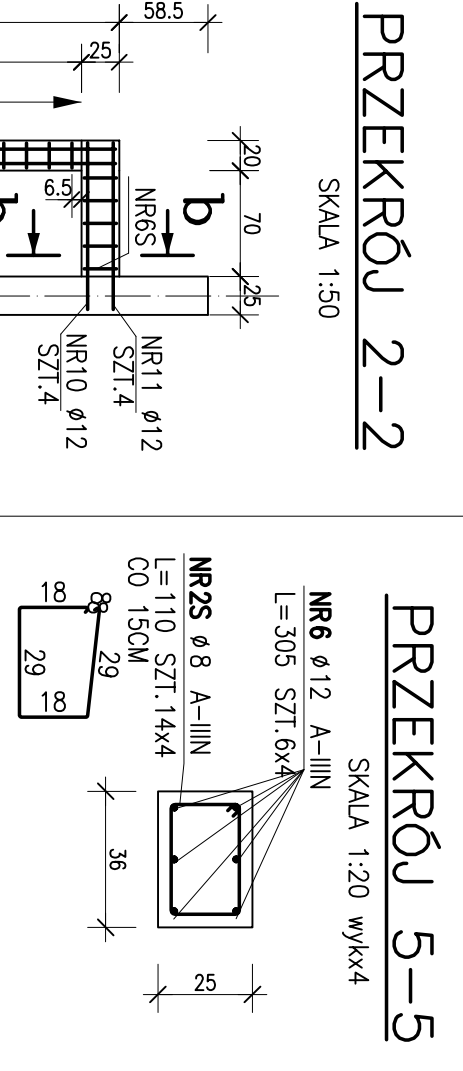 PRZEKRÓJ 2-2
SKALA 1:50
58.5
25
20
70
25
6.5
NR6S
b
b
NR11 ø12
SZT.4
NR10 ø12
SZT.4
PRZEKRÓJ 5-5
SKALA 1:20 wykx4
NR6 ø12 A-IIIN
L=305 SZT.6x4
NR2S ø8 A-IIIN
L=110 SZT.14x4
CO 15CM
36
25
18
8
8
29
29
18